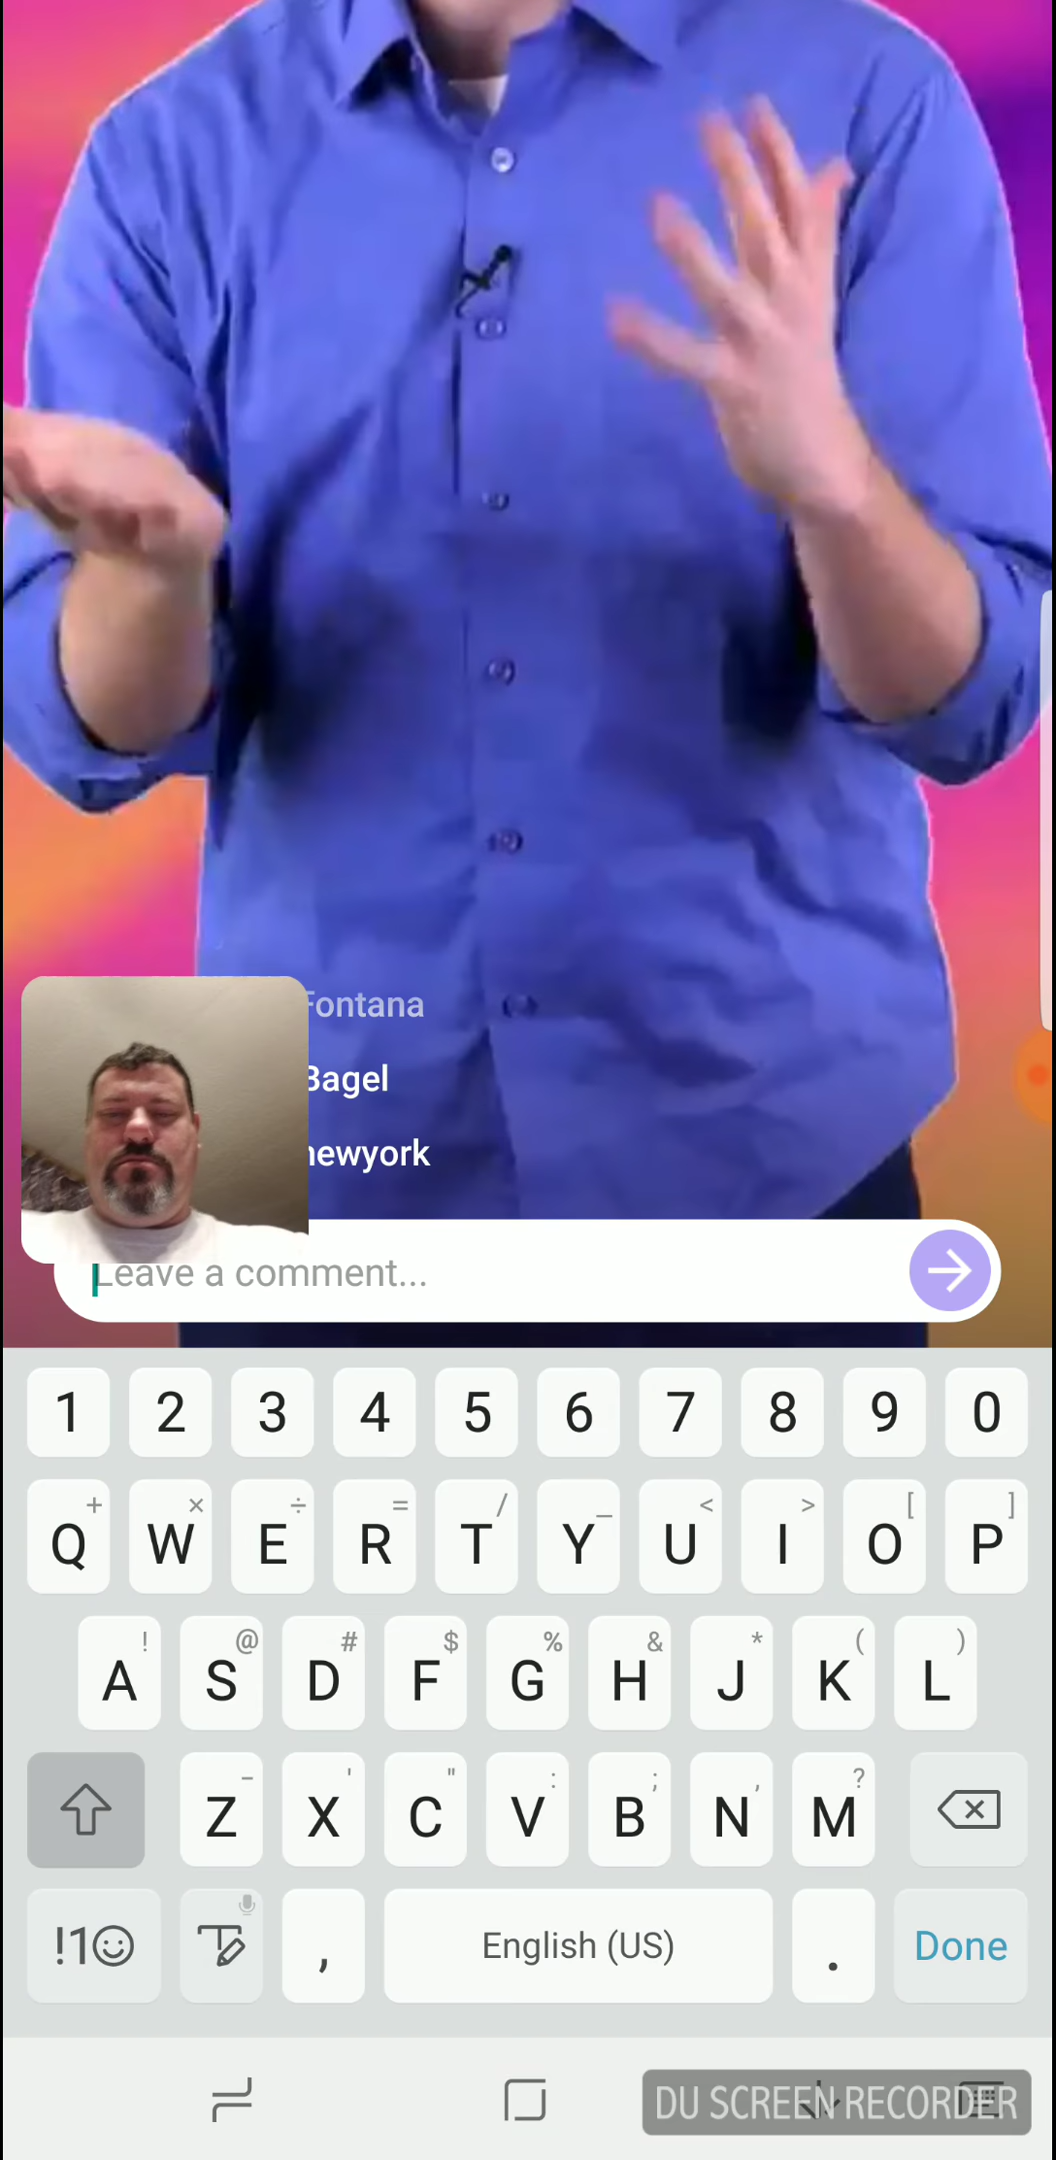 Fontana
Bagel
newyork
Leave a comment...
1 2 3 4 5 6 7 8 9 0
+ × ÷ = / _ < > [ ]
Q W E R T Y U I O P
! @ # $ % & * ( )
A S D F G H J K L
- ' " : ; , ?
Z X C V B N M
!1☺ , English (US) . Done
DU SCREEN RECORDER